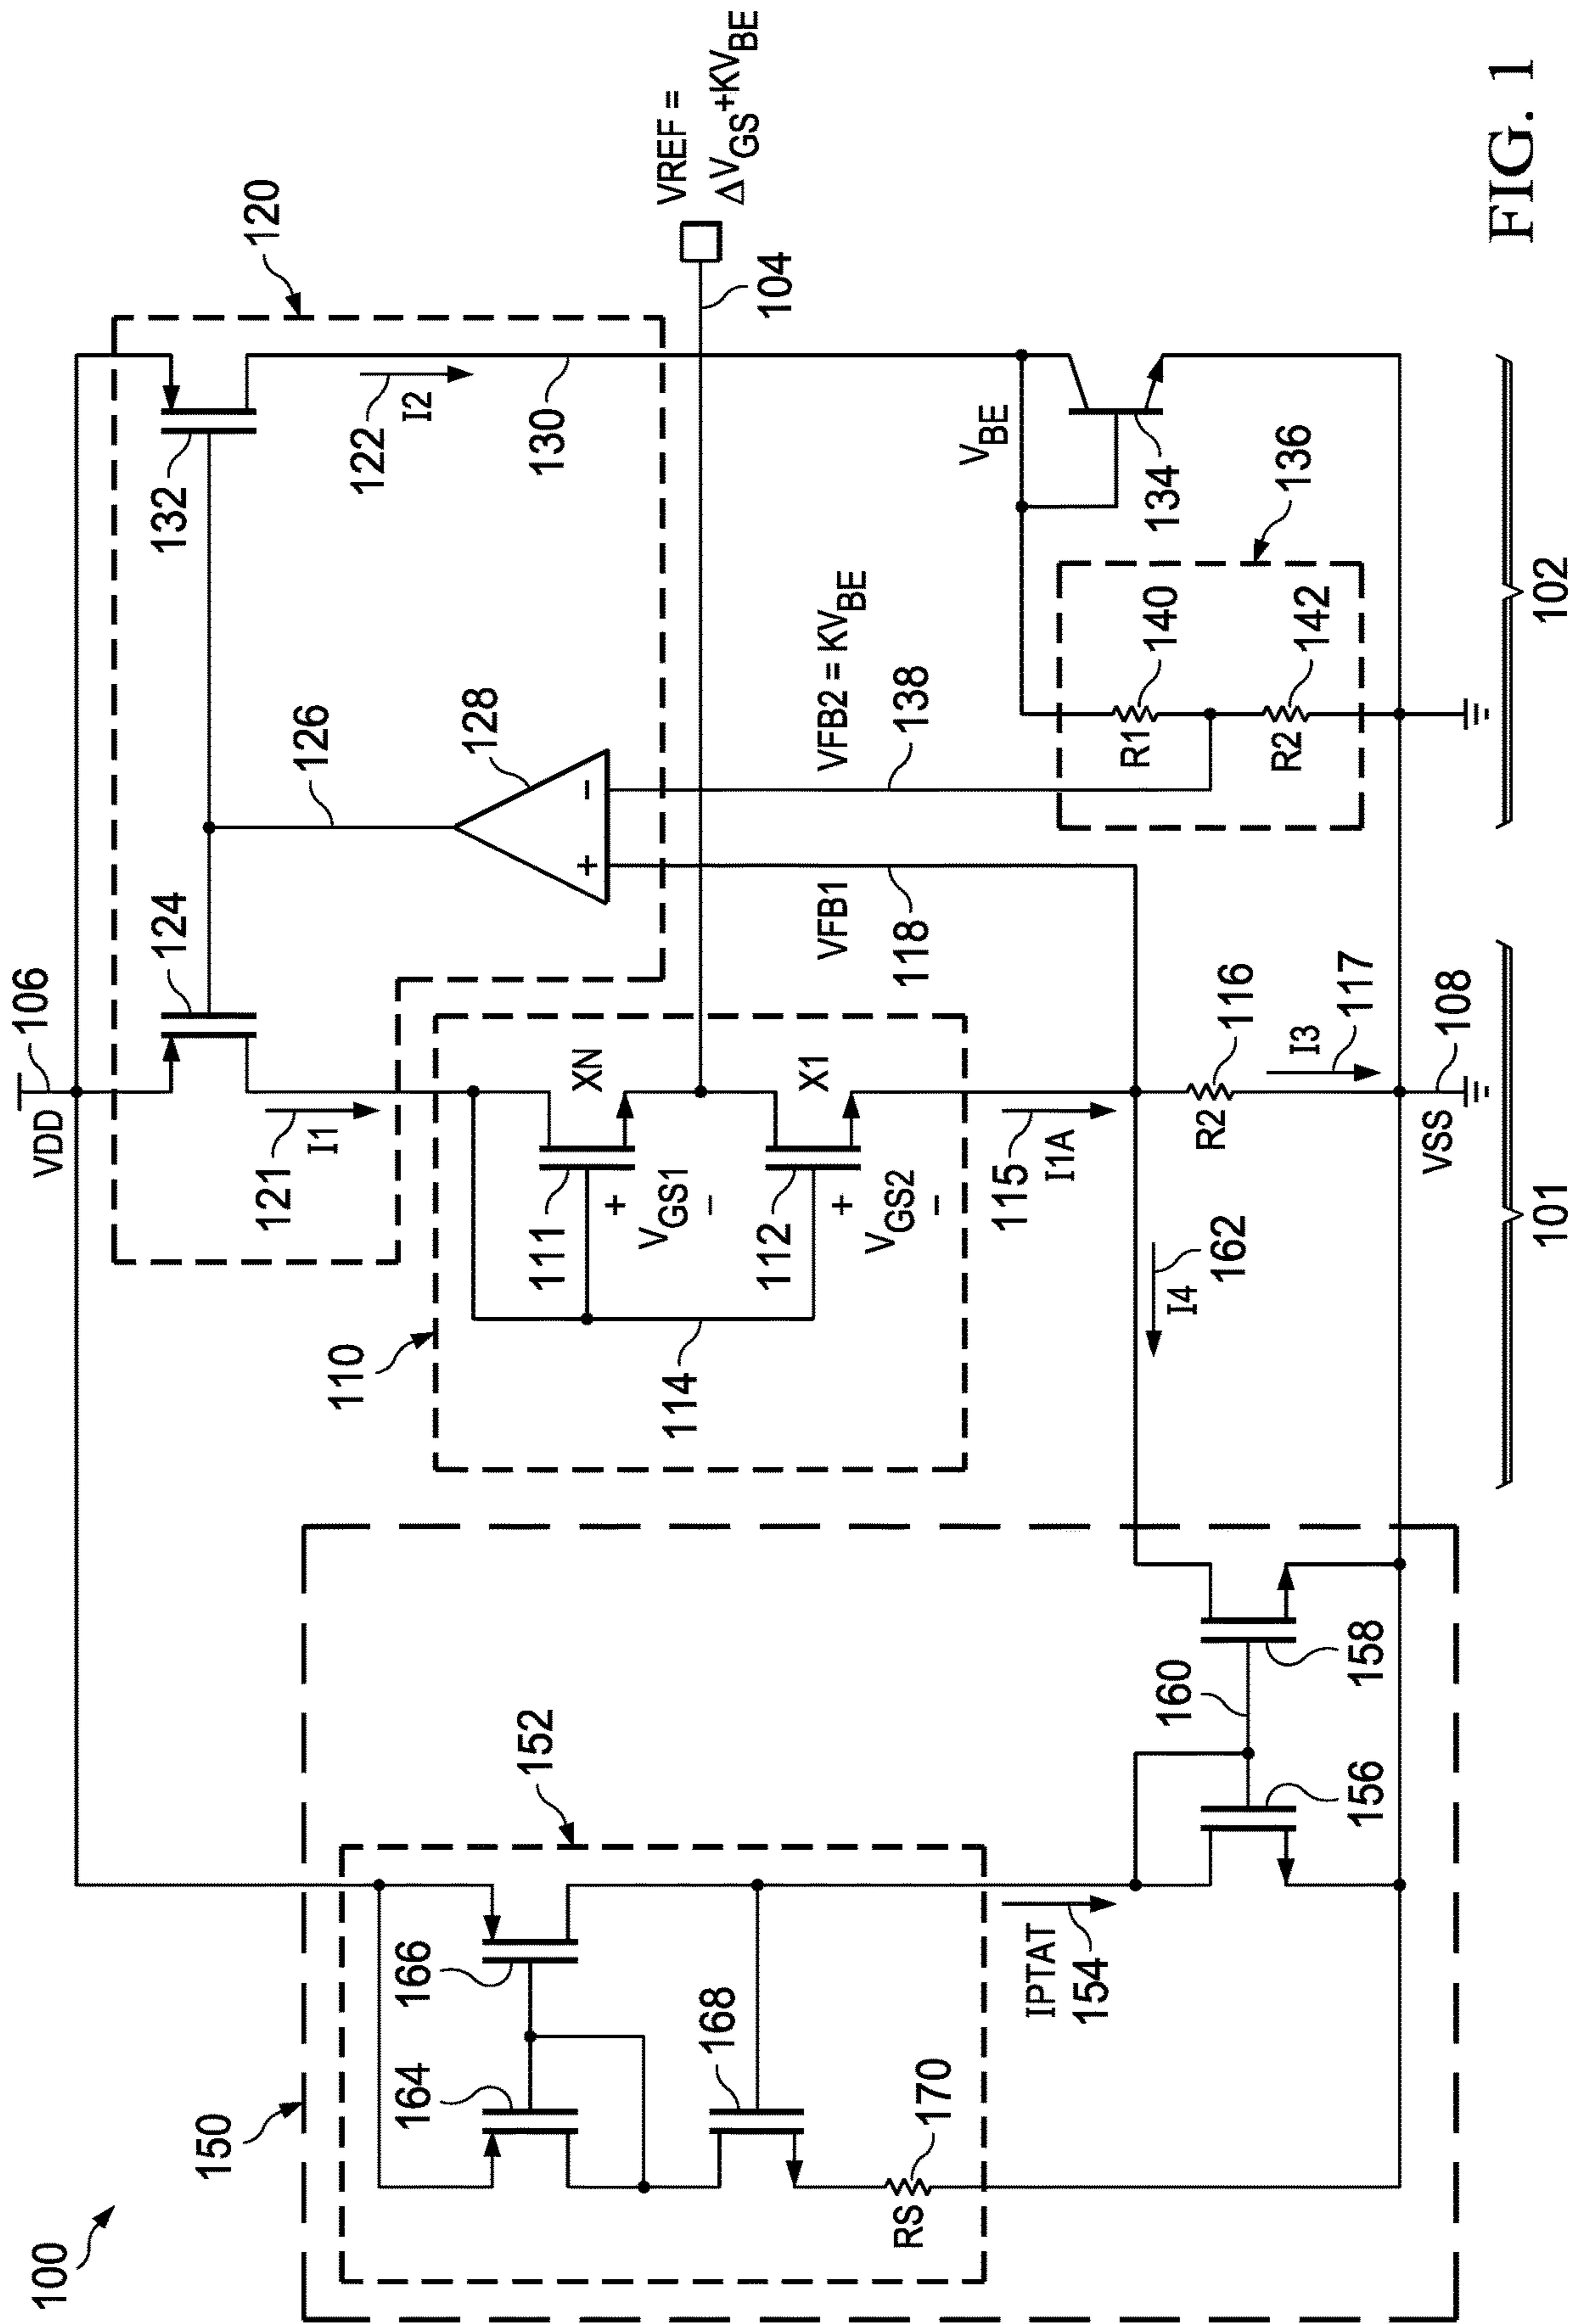 100
150
152
164
166
168
170
RS
IPTAT
154
156
158
160
VDD
106
121
I1
124
126
128
+
-
132
120
122
I2
130
110
111
XN
+
VGS1
-
112
X1
+
VGS2
-
114
115
I1A
VFB1
118
VFB2 = KVBE
138
104
VREF =
ΔVGS+KVBE
I4
162
R2
116
I3
117
VSS
108
136
R1
140
R2
142
VBE
134
101
102
FIG. 1